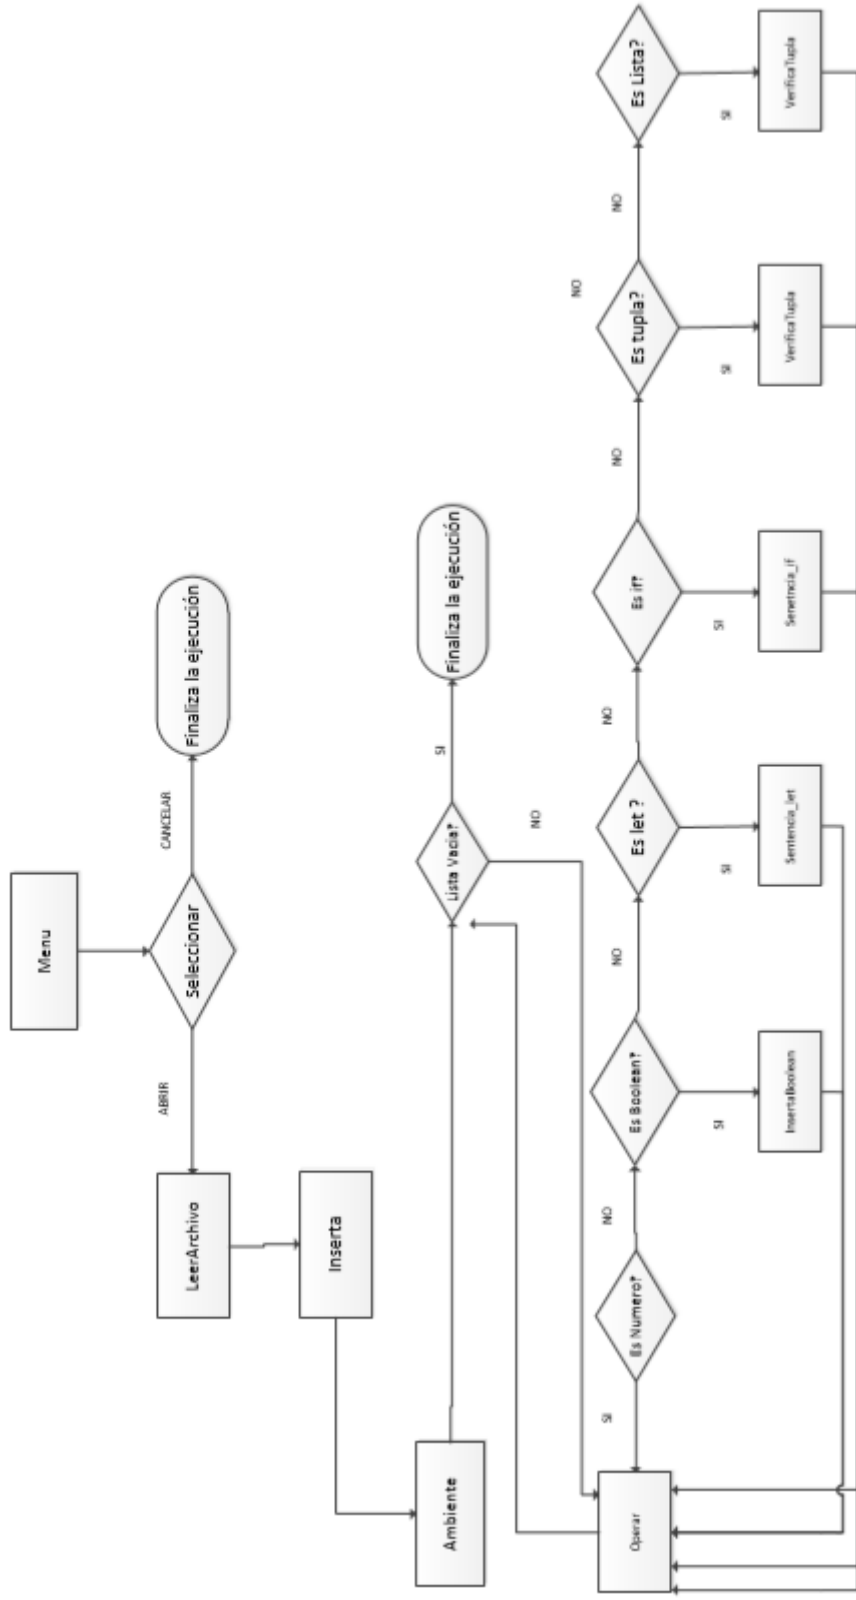 Menu
Seleccionar
CANCELAR
Finaliza la ejecución
ABRIR
LeerArchivo
Inserta
Ambiente
Lista Vacia?
SI
Finaliza la ejecución
NO
Operar
SI
Es Numero?
NO
Es Boolean?
SI
InsertaBoolean
NO
Es let ?
SI
Sentencia_let
NO
Es if?
SI
Senetncia_if
NO
Es tupla?
SI
VerificaTupla
NO
NO
Es Lista?
SI
VerificaTupla